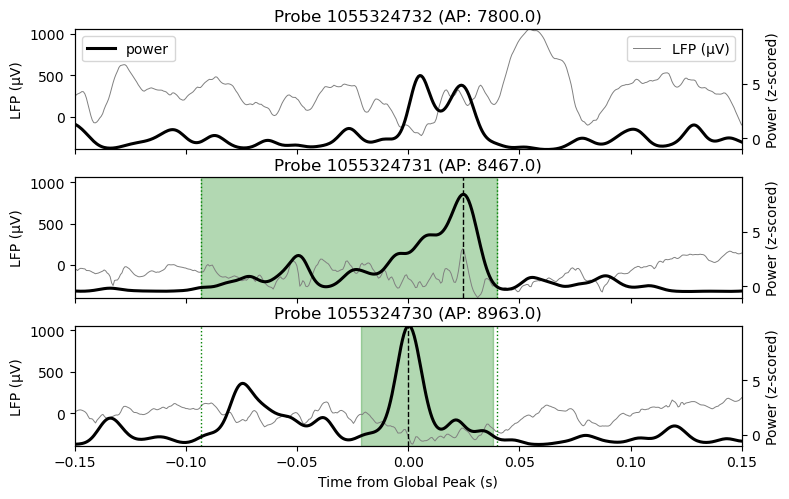 Probe 1055324732 (AP: 7800.0)
1000
500
0
LFP (μV)
power
LFP (μV)
5
0
Power (z-scored)
Probe 1055324731 (AP: 8467.0)
1000
500
0
LFP (μV)
5
0
Power (z-scored)
Probe 1055324730 (AP: 8963.0)
1000
500
0
LFP (μV)
5
0
Power (z-scored)
−0.15 −0.10 −0.05 0.00 0.05 0.10 0.15
Time from Global Peak (s)